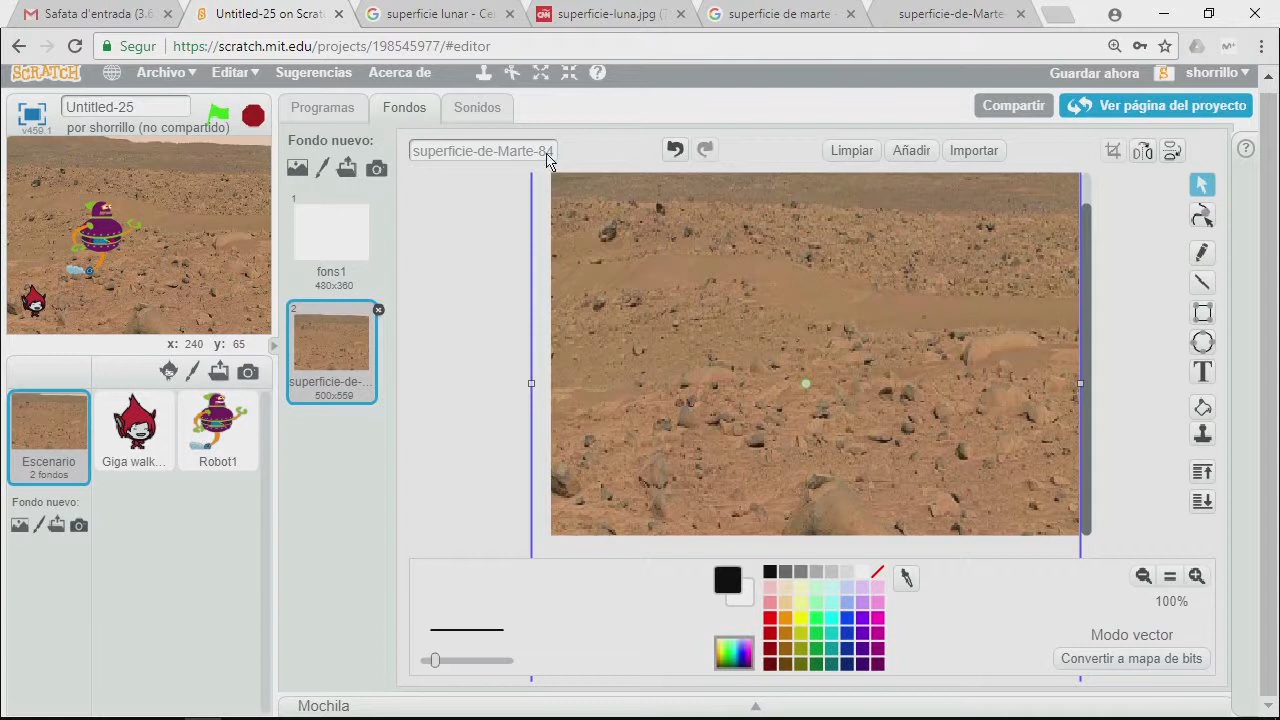 Safata d'entrada (3.6
Untitled-25 on Scrat
superficie lunar - Ce
superficie-luna.jpg (7
superficie de marte -
superficie-de-Marte
Segur
https://scratch.mit.edu/projects/198545977/#editor
SCRATCH
Archivo
Editar
Sugerencias
Acerca de
Guardar ahora
shorrillo
Untitled-25
por shorrillo (no compartido)
v459.1
Programas
Fondos
Sonidos
Compartir
Ver página del proyecto
Fondo nuevo:
superficie-de-Marte-84
Limpiar
Añadir
Importar
1
fons1
480x360
2
superficie-de-...
500x559
x: 240 y: 65
Escenario
2 fondos
Giga walk...
Robot1
Fondo nuevo:
100%
Modo vector
Convertir a mapa de bits
Mochila